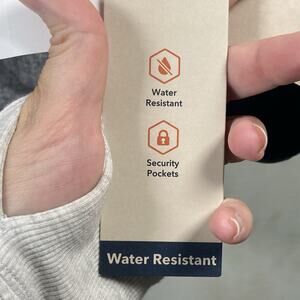 Water
Resistant
Security
Pockets
Water Resistant